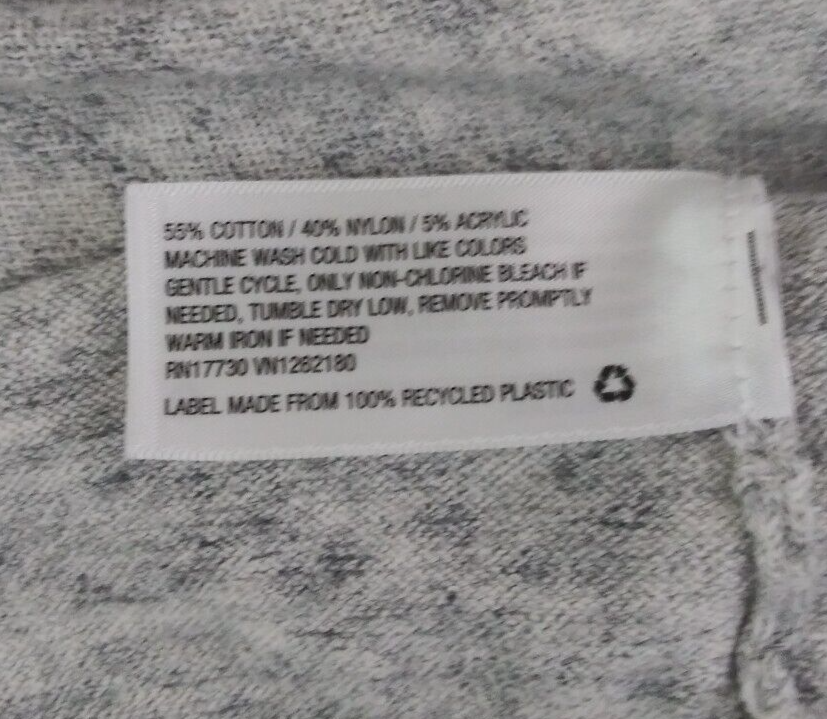 55% COTTON / 40% NYLON / 5% ACRYLIC
MACHINE WASH COLD WITH LIKE COLORS
GENTLE CYCLE, ONLY NON-CHLORINE BLEACH IF
NEEDED, TUMBLE DRY LOW, REMOVE PROMPTLY
WARM IRON IF NEEDED
RN17730 VN1282180
LABEL MADE FROM 100% RECYCLED PLASTIC